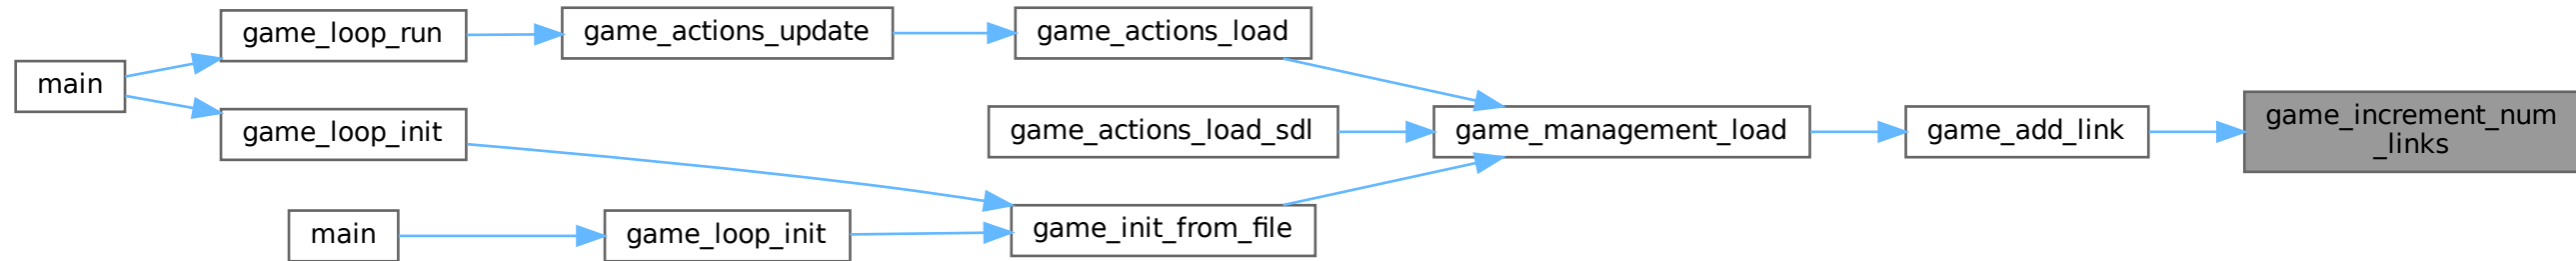 main
game_loop_run
game_actions_update
game_actions_load
game_loop_init
game_actions_load_sdl
game_management_load
game_add_link
game_increment_num
_links
main
game_loop_init
game_init_from_file